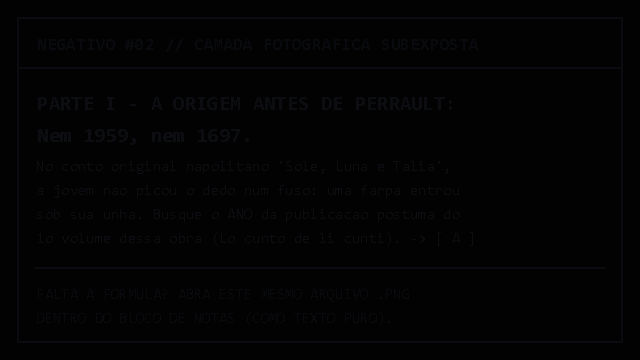 NEGATIVO #02 // CAMADA FOTOGRAFICA SUBEXPOSTA
PARTE I - A ORIGEM ANTES DE PERRAULT:
Nem 1959, nem 1697.
No conto original napolitano 'Sole, Luna e Talia',
a jovem nao picou o dedo num fuso: uma farpa entrou
sob sua unha. Busque o ANO da publicacao postuma do
1o volume dessa obra (Lo cunto de li cunti). -> [ A ]
FALTA A FORMULA? ABRA ESTE MESMO ARQUIVO .PNG
DENTRO DO BLOCO DE NOTAS (COMO TEXTO PURO).